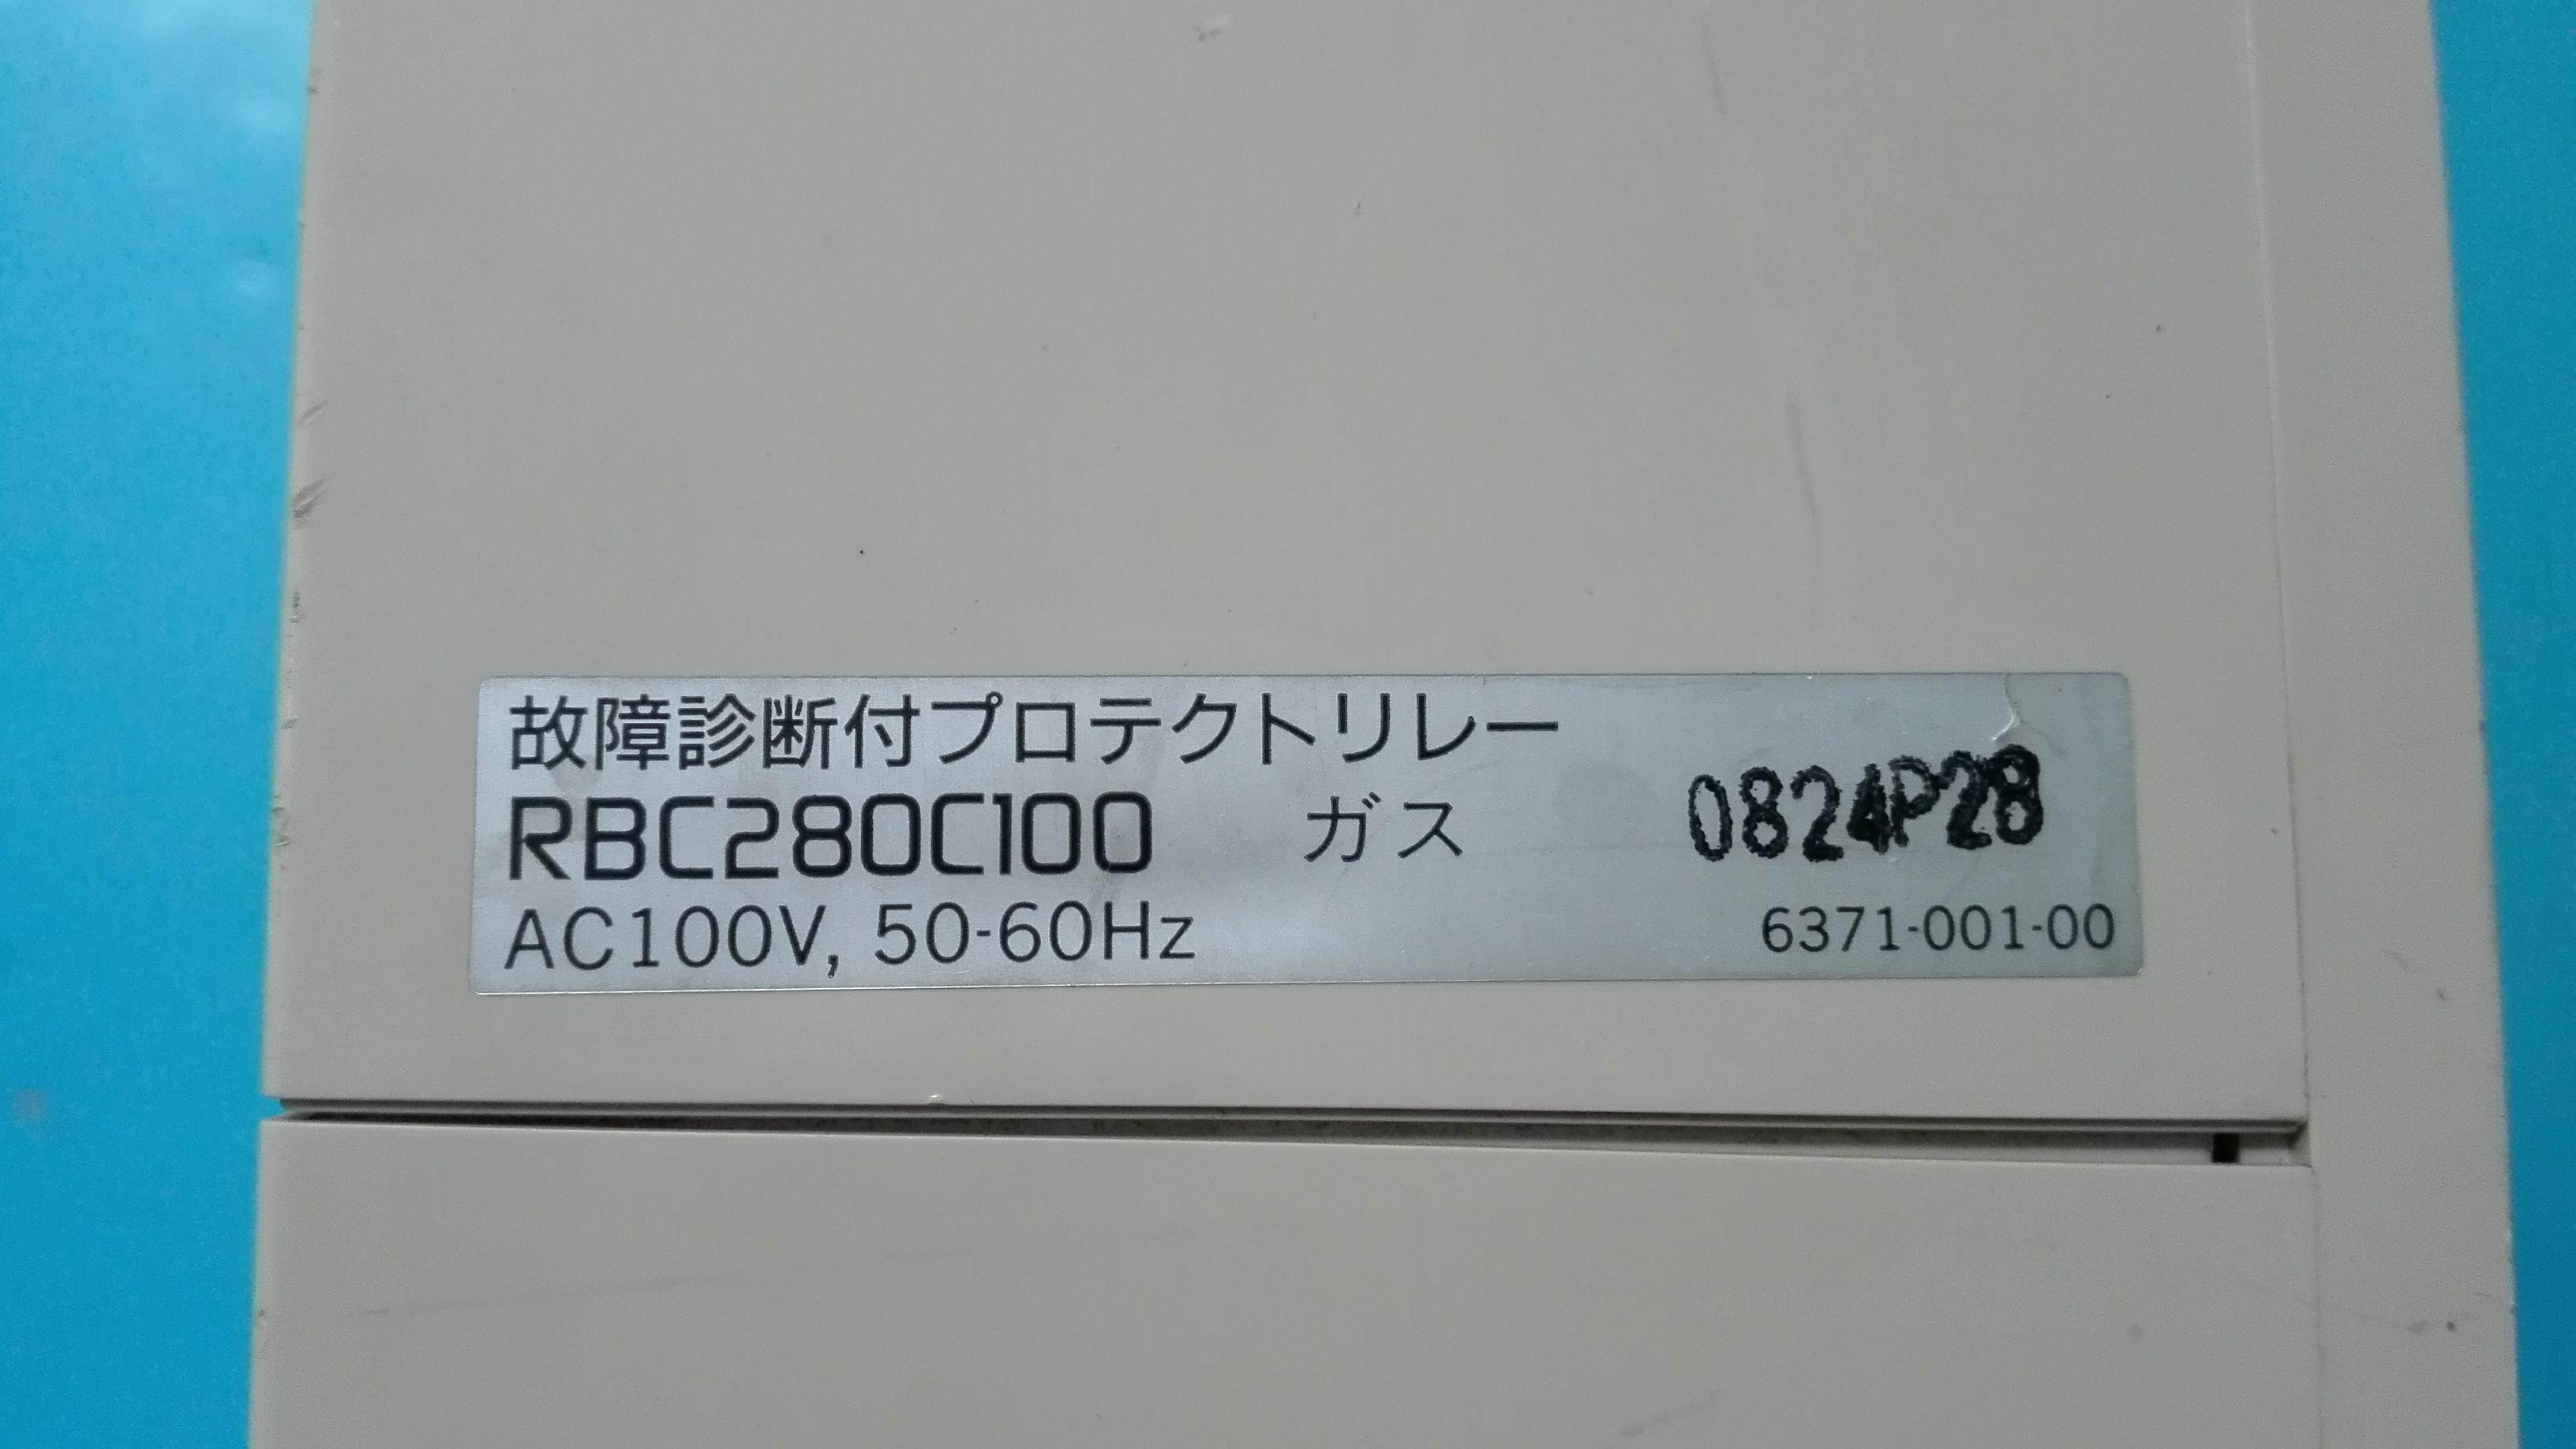 故障診断付プロテクトリレー
RBC280C100 ガス 0824P28
AC100V, 50-60Hz 6371-001-00